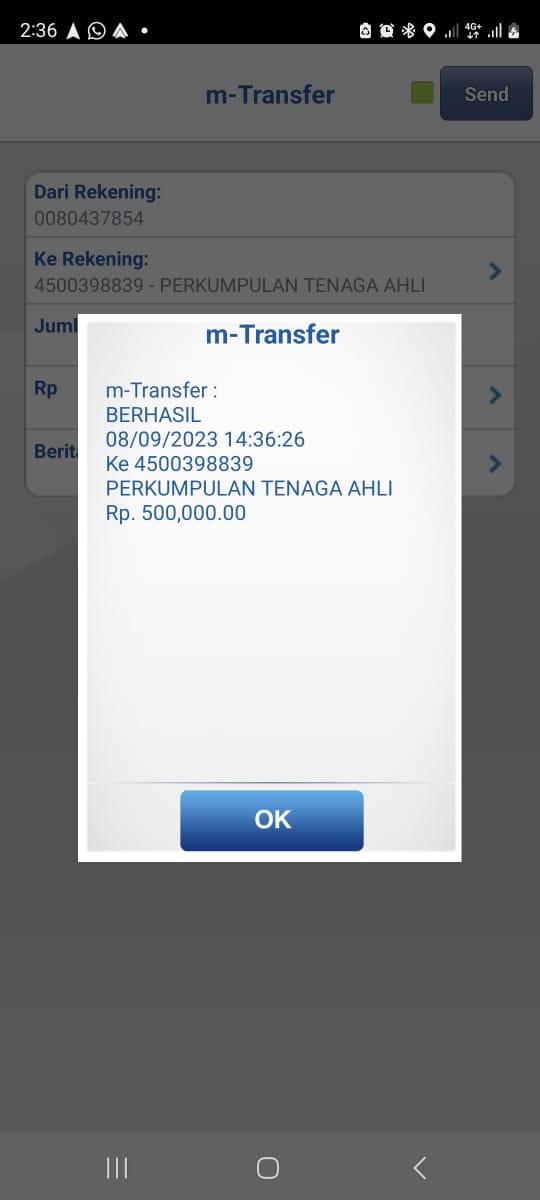 2:36
4G+
m-Transfer
Send
Dari Rekening:
0080437854
Ke Rekening:
4500398839 - PERKUMPULAN TENAGA AHLI
Juml
Rp
Berit
m-Transfer
m-Transfer :
BERHASIL
08/09/2023 14:36:26
Ke 4500398839
PERKUMPULAN TENAGA AHLI
Rp. 500,000.00
OK